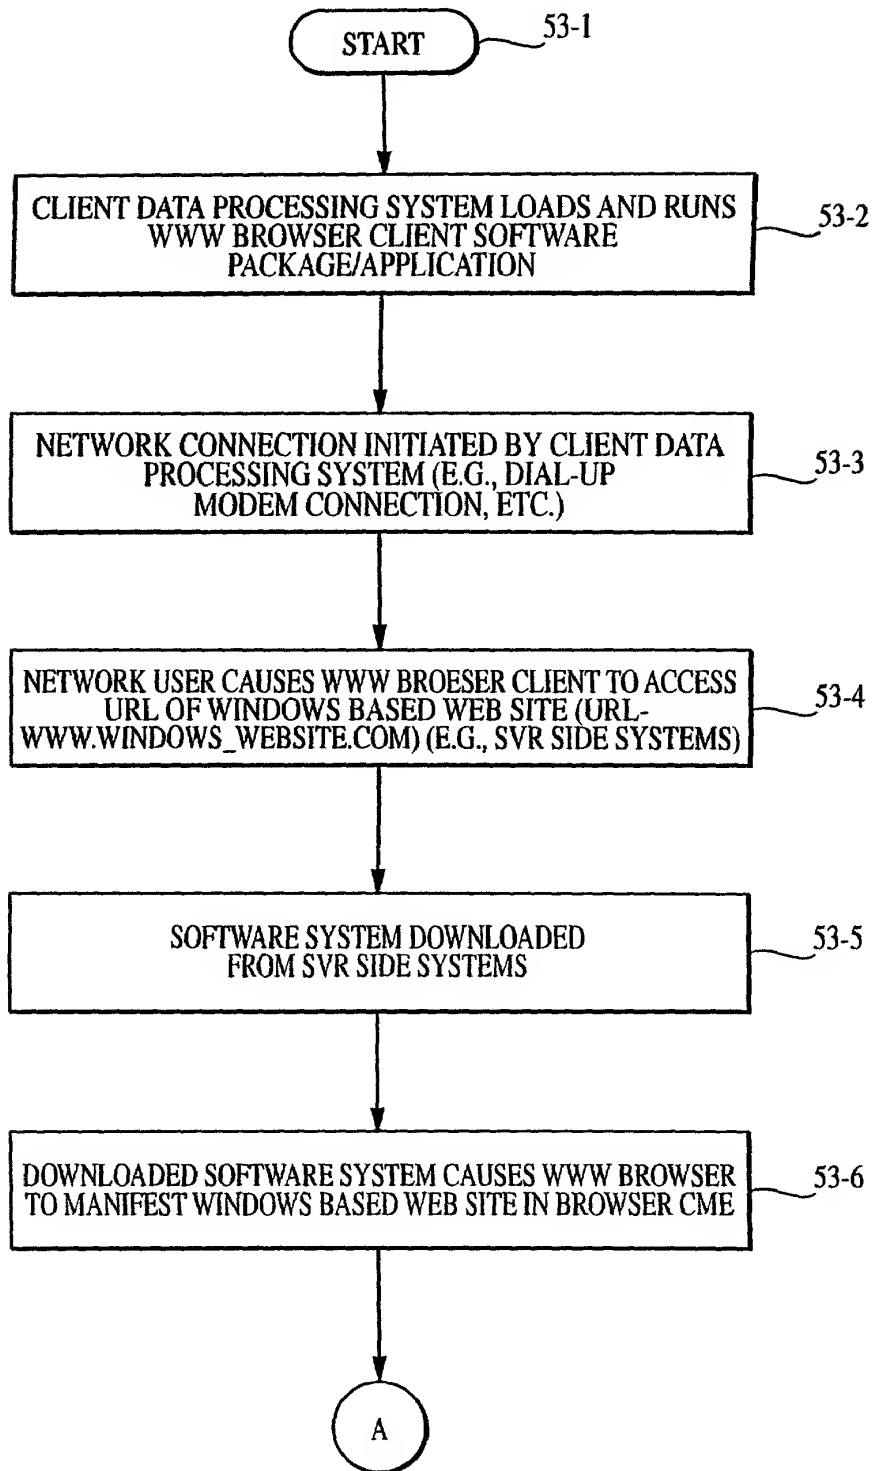 START
53-1
CLIENT DATA PROCESSING SYSTEM LOADS AND RUNS
WWW BROWSER CLIENT SOFTWARE
PACKAGE/APPLICATION
53-2
NETWORK CONNECTION INITIATED BY CLIENT DATA
PROCESSING SYSTEM (E.G., DIAL-UP
MODEM CONNECTION, ETC.)
53-3
NETWORK USER CAUSES WWW BROESER CLIENT TO ACCESS
URL OF WINDOWS BASED WEB SITE (URL-
WWW.WINDOWS_WEBSITE.COM) (E.G., SVR SIDE SYSTEMS)
53-4
SOFTWARE SYSTEM DOWNLOADED
FROM SVR SIDE SYSTEMS
53-5
DOWNLOADED SOFTWARE SYSTEM CAUSES WWW BROWSER
TO MANIFEST WINDOWS BASED WEB SITE IN BROWSER CME
53-6
A